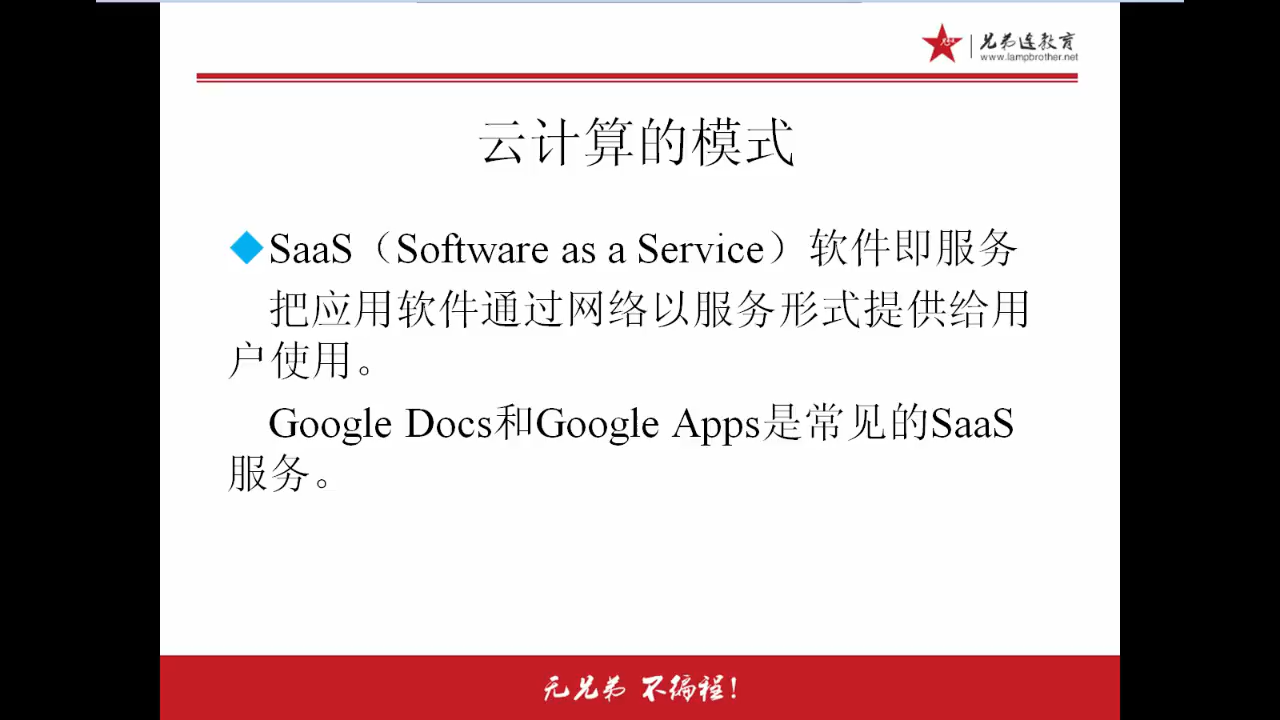 兄弟连教育
www.lampbrother.net
云计算的模式
SaaS（Software as a Service）软件即服务
把应用软件通过网络以服务形式提供给用
户使用。
Google Docs和Google Apps是常见的SaaS
服务。
无兄弟 不编程！